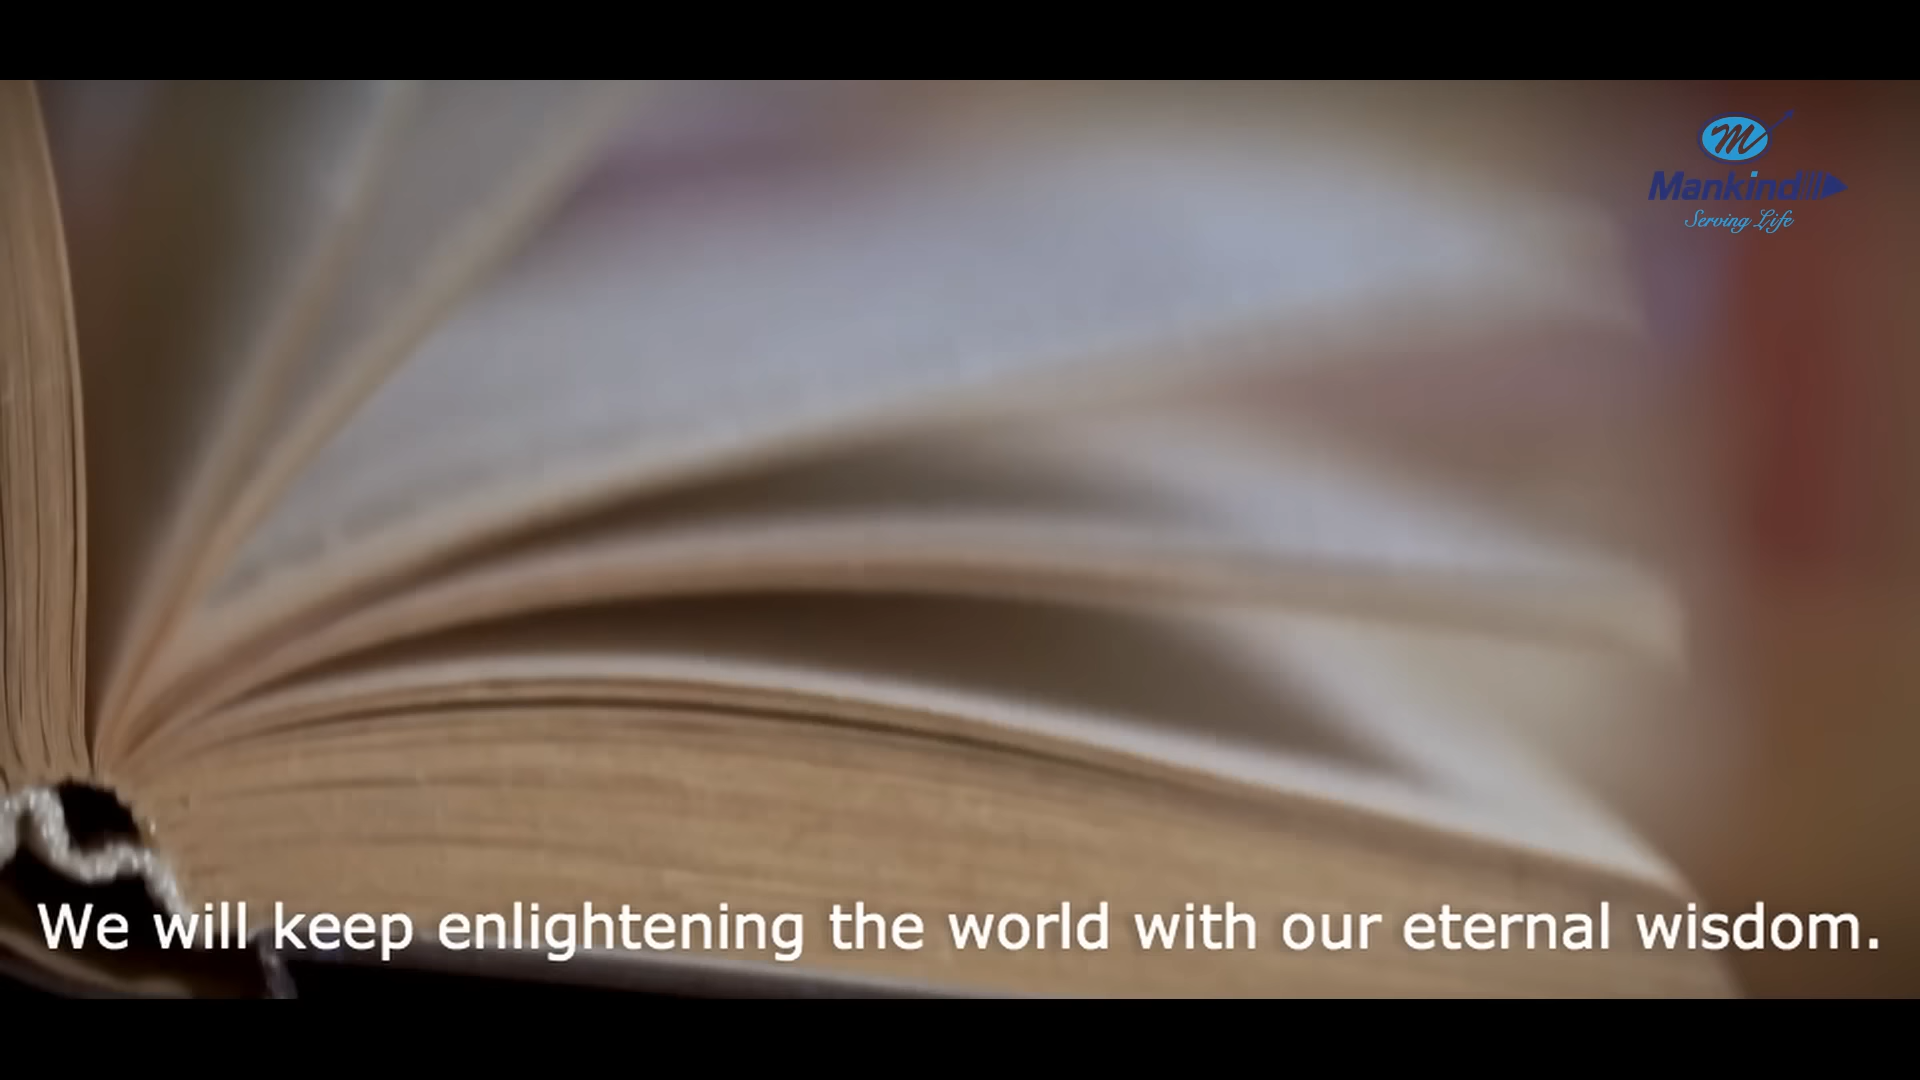 m
Mankind
Serving Life
We will keep enlightening the world with our eternal wisdom.